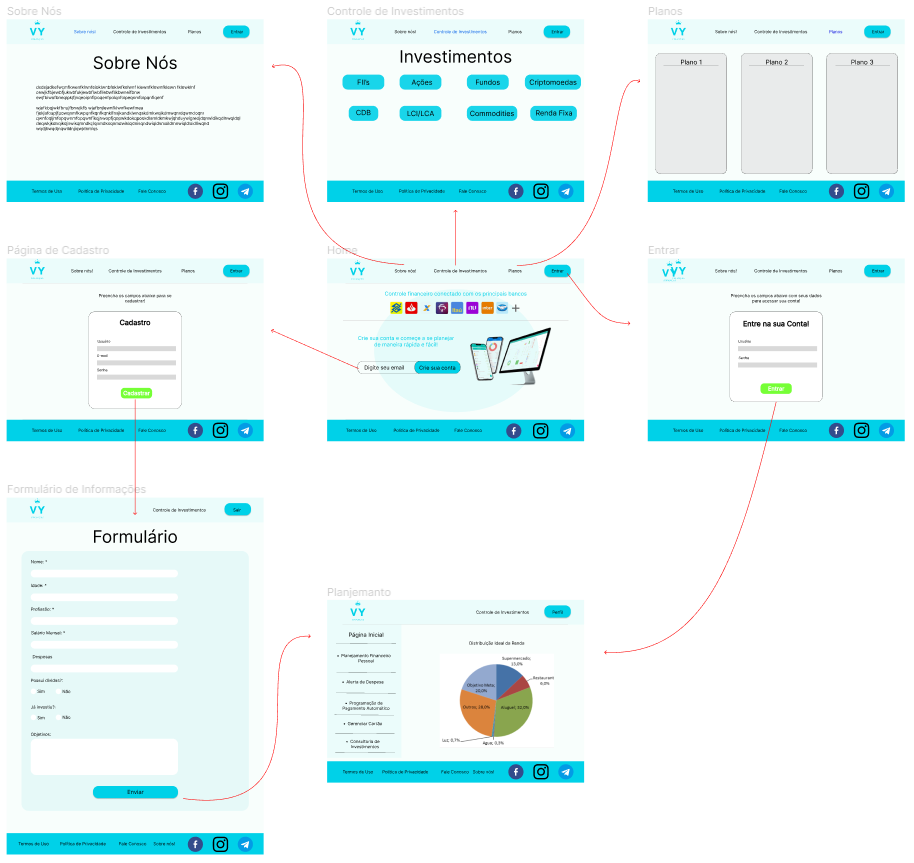 Sobre Nós
VY
Sobre nós!
Controle de Investimentos
Planos
Entrar
Sobre Nós
Termos de Uso
Política de Privacidade
Fale Conosco
Controle de Investimentos
VY
Sobre nós!
Controle de Investimentos
Planos
Entrar
Investimentos
FII's
Ações
Fundos
Criptomoedas
CDB
LCI/LCA
Commodities
Renda Fixa
Termos de Uso
Política de Privacidade
Fale Conosco
Planos
VY
Sobre nós!
Controle de Investimentos
Planos
Entrar
Plano 1
Plano 2
Plano 3
Termos de Uso
Política de Privacidade
Fale Conosco
Página de Cadastro
VY
Sobre nós!
Controle de Investimentos
Planos
Entrar
Preencha os campos abaixo para se
cadastrar!
Cadastro
Usuário
E-mail
Senha
Cadastrar
Termos de Uso
Política de Privacidade
Fale Conosco
Home
VY
Sobre nós!
Controle de Investimentos
Planos
Entrar
Controle financeiro conectado com os principais bancos
Crie sua conta e começe a se planejar
de maneira rápida e fácil!
Digite seu email
Crie sua conta
Termos de Uso
Política de Privacidade
Fale Conosco
Entrar
VY
Sobre nós!
Controle de Investimentos
Planos
Entrar
Preencha os campos abaixo com seus dados
para acessar sua conta!
Entre na sua Conta!
Usuário
Senha
Entrar
Termos de Uso
Política de Privacidade
Fale Conosco
Formulário de Informações
VY
Controle de Investimentos
Sair
Formulário
Nome: *
Idade: *
Profissão: *
Salário Mensal: *
Despesas
Possui dívidas?:
Sim
Não
Já investiu?:
Sim
Não
Objetivos:
Enviar
Termos de Uso
Política de Privacidade
Fale Conosco
Sobre nós!
Planjemanto
VY
Controle de Investimentos
Perfil
Página Inicial
• Planejamento Financeiro
Pessoal
• Alerta de Despesa
• Programação de
Pagamento Automático
• Gerenciar Cartão
• Consultoria de
Investimentos
Distribuição Ideal da Renda
Supermercado;
13,0%
Restaurant
6,0%
Aluguel; 32,0%
Água; 0,3%
Luz; 0,7%
Outros; 28,0%
Objetivo Meta;
20,0%
Termos de Uso
Política de Privacidade
Fale Conosco
Sobre nós!